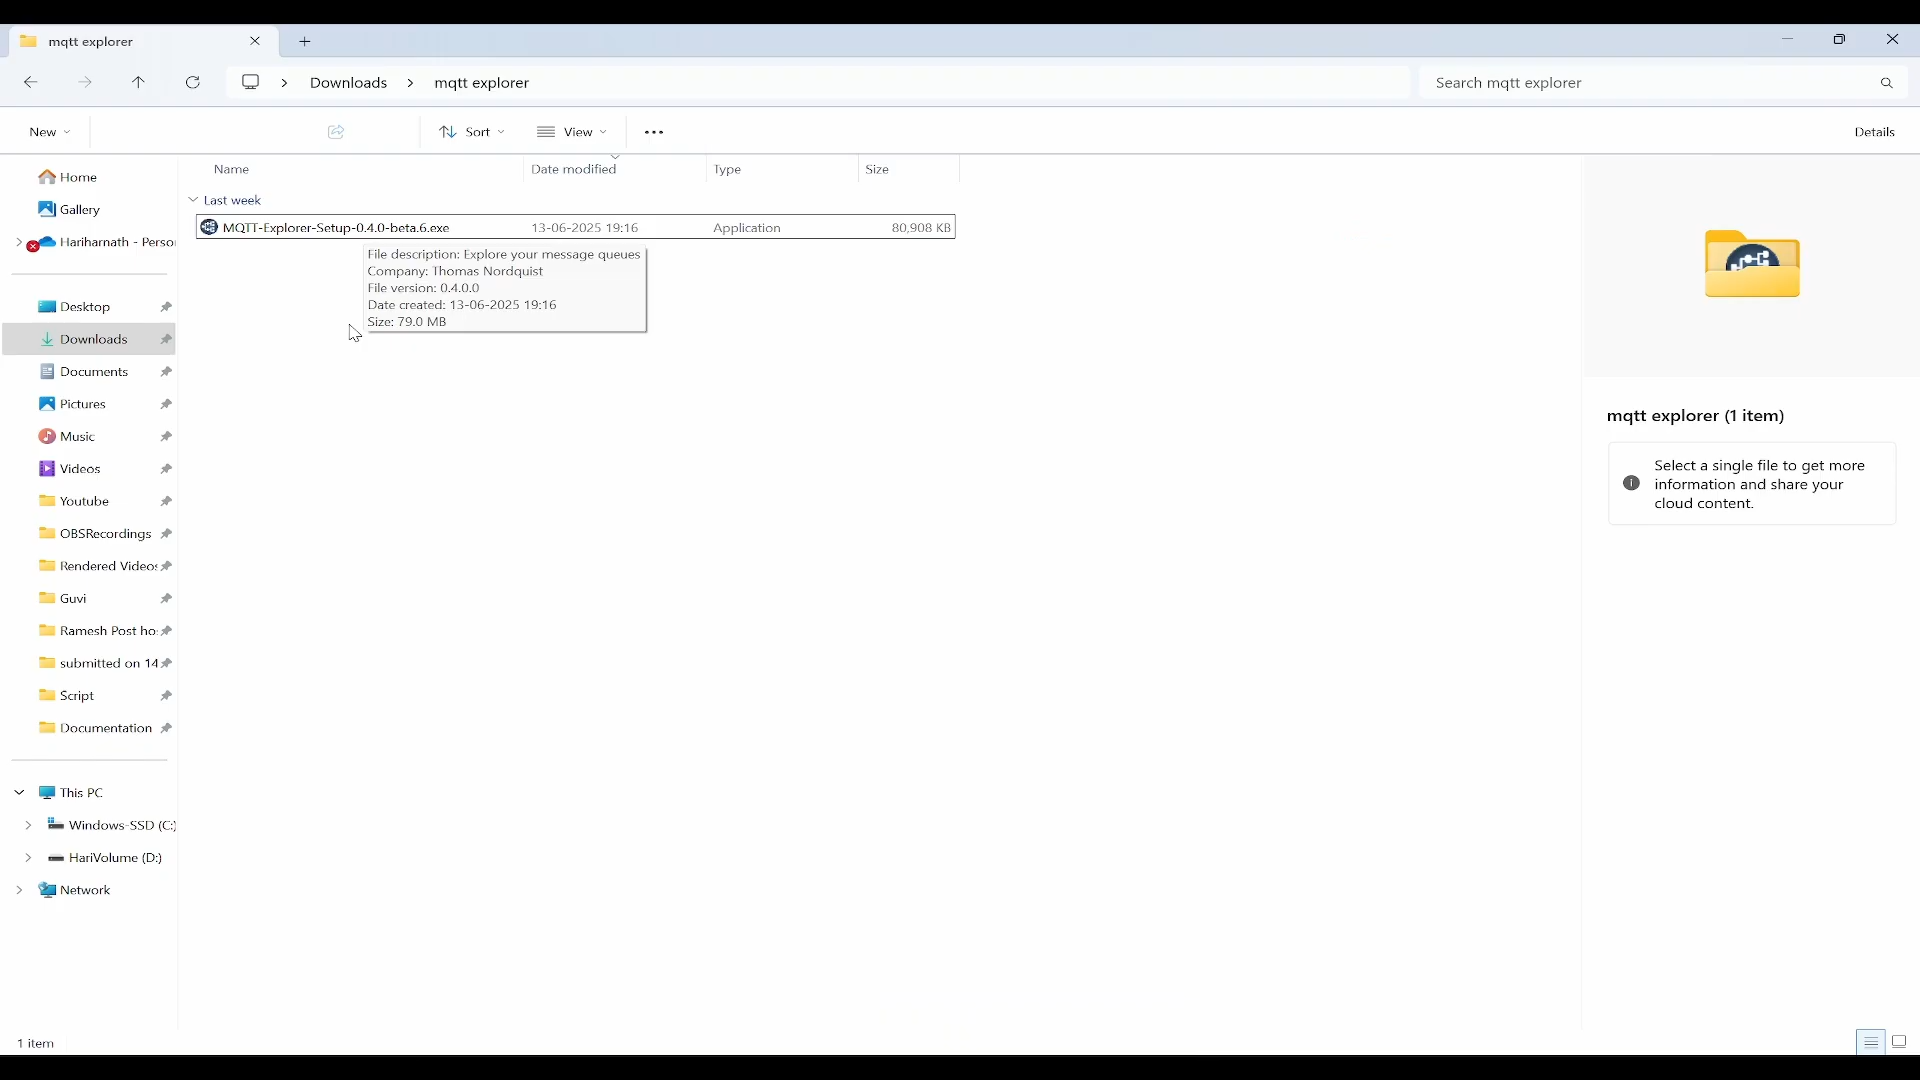 mqtt explorer
Downloads > mqtt explorer
Search mqtt explorer
New
Sort
View
Details
Name Date modified Type Size
Home
Gallery
Hariharnath - Perso
Desktop
Downloads
Documents
Pictures
Music
Videos
Youtube
OBSRecordings
Rendered Videos
Guvi
Ramesh Post ho
submitted on 14
Script
Documentation
This PC
Windows-SSD (C:)
HariVolume (D:)
Network
Last week
MQTT-Explorer-Setup-0.4.0-beta.6.exe 13-06-2025 19:16 Application 80,908 KB
File description: Explore your message queues
Company: Thomas Nordquist
File version: 0.4.0.0
Date created: 13-06-2025 19:16
Size: 79.0 MB
mqtt explorer (1 item)
Select a single file to get more
information and share your
cloud content.
1 item